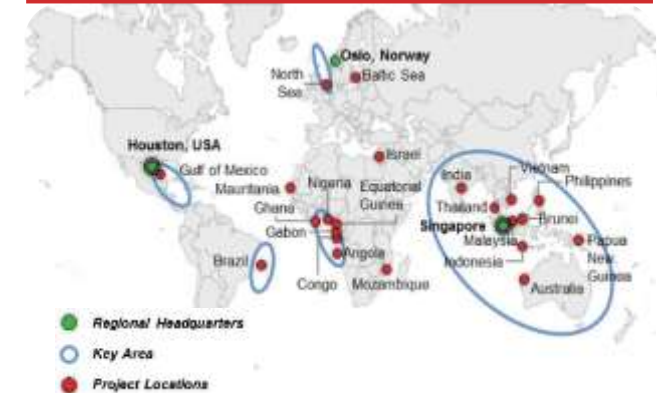 Oslo, Norway
North
Sea
Baltic Sea
Houston, USA
Gulf of Mexico
Mauritania
Nigeria
Israel
Equatorial
Guinea
Ghana
Gabon
Angola
Congo
Mozambique
Brazil
India
Vietnam
Philippines
Thailand
Singapore
Brunei
Malaysia
Indonesia
Papua
New
Guinea
Australia
Regional Headquarters
Key Area
Project Locations